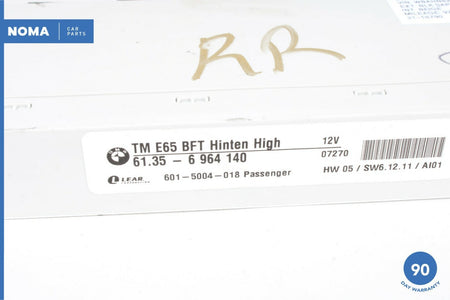 NOMA CAR PARTS
RR
TM E65 BFT Hinten High 12V
61.35 - 6 964 140 07270
LEAR 601-5004-018 Passenger HW 05 / SW6.12.11 / AI01
90
DAY WARRANTY